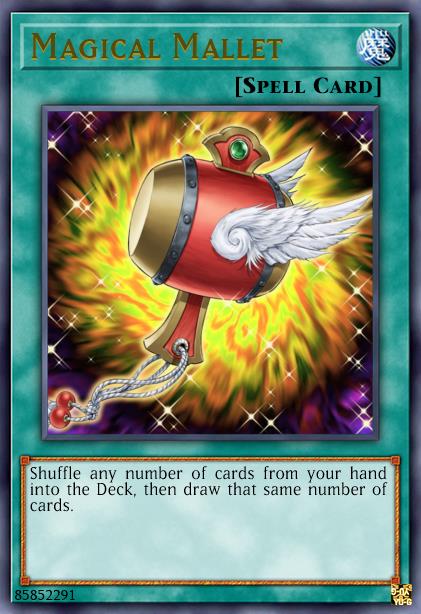 Magical Mallet
魔
[Spell Card]
Shuffle any number of cards from your hand
into the Deck, then draw that same number of
cards.
85852291